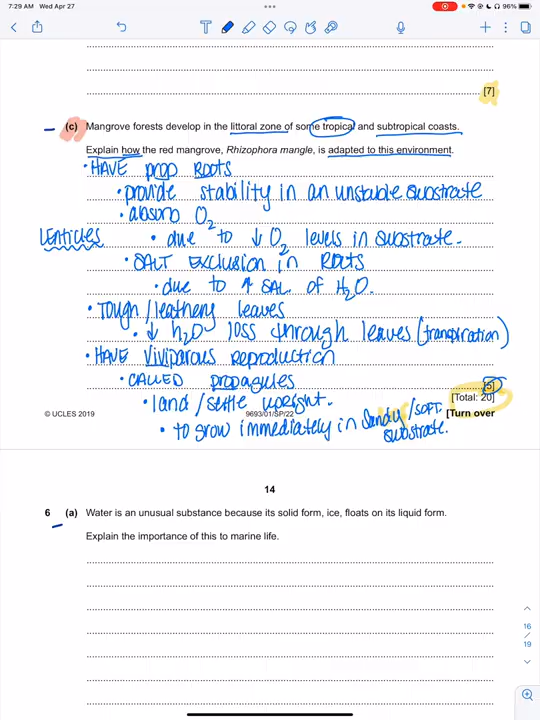 7:29 AM Wed Apr 27
96%
[7]
(c) Mangrove forests develop in the littoral zone of some tropical and subtropical coasts.
Explain how the red mangrove, Rhizophora mangle, is adapted to this environment.
• HAVE prop ROOTS
• provide stability in an unstable substrate
• absorb O2
LENTICLES
• due to ↓ O2 levels in substrate.
• SALT EXCLUSION in ROOTS
• due to ↑ SAL. of H2O.
• Tough/leathery leaves
• ↓ H2O loss through leaves (transpiration)
• HAVE viviparous Reproduction
• CALLED propagules
[5]
• land/settle upright.
[Total: 20]
© UCLES 2019
9693/01/SP/22
[Turn over
• to grow immediately in sandy/soft
substrate.
14
6 (a) Water is an unusual substance because its solid form, ice, floats on its liquid form.
Explain the importance of this to marine life.
16
/
19